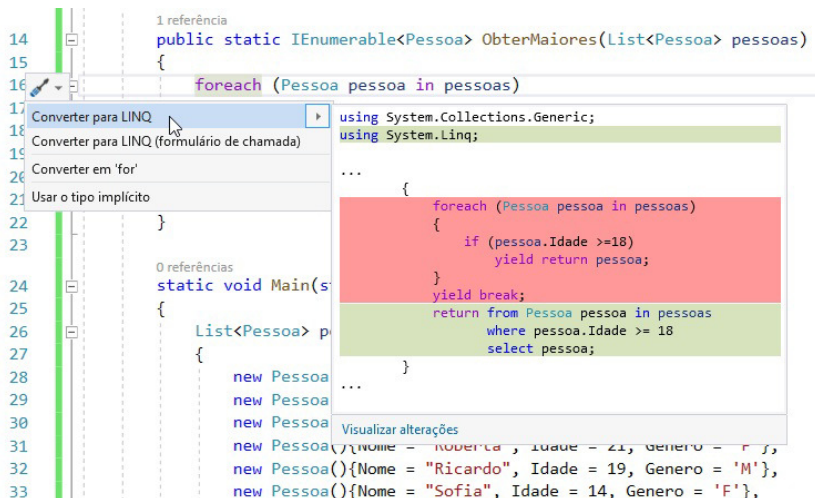 1 referência
14 public static IEnumerable<Pessoa> ObterMaiores(List<Pessoa> pessoas)
15 {
16 foreach (Pessoa pessoa in pessoas)
17
18
19
20
21
22 }
23
Converter para LINQ
Converter para LINQ (formulário de chamada)
Converter em 'for'
Usar o tipo implícito
using System.Collections.Generic;
using System.Linq;
...
{
foreach (Pessoa pessoa in pessoas)
{
if (pessoa.Idade >=18)
yield return pessoa;
}
yield break;
return from Pessoa pessoa in pessoas
where pessoa.Idade >= 18
select pessoa;
}
...
Visualizar alterações
0 referências
24 static void Main(s
25 {
26 List<Pessoa> p
27 {
28 new Pessoa
29 new Pessoa
30 new Pessoa
31 new Pessoa(){Nome = "Roberta", Idade = 21, Genero = 'F'},
32 new Pessoa(){Nome = "Ricardo", Idade = 19, Genero = 'M'},
33 new Pessoa(){Nome = "Sofia", Idade = 14, Genero = 'F'},